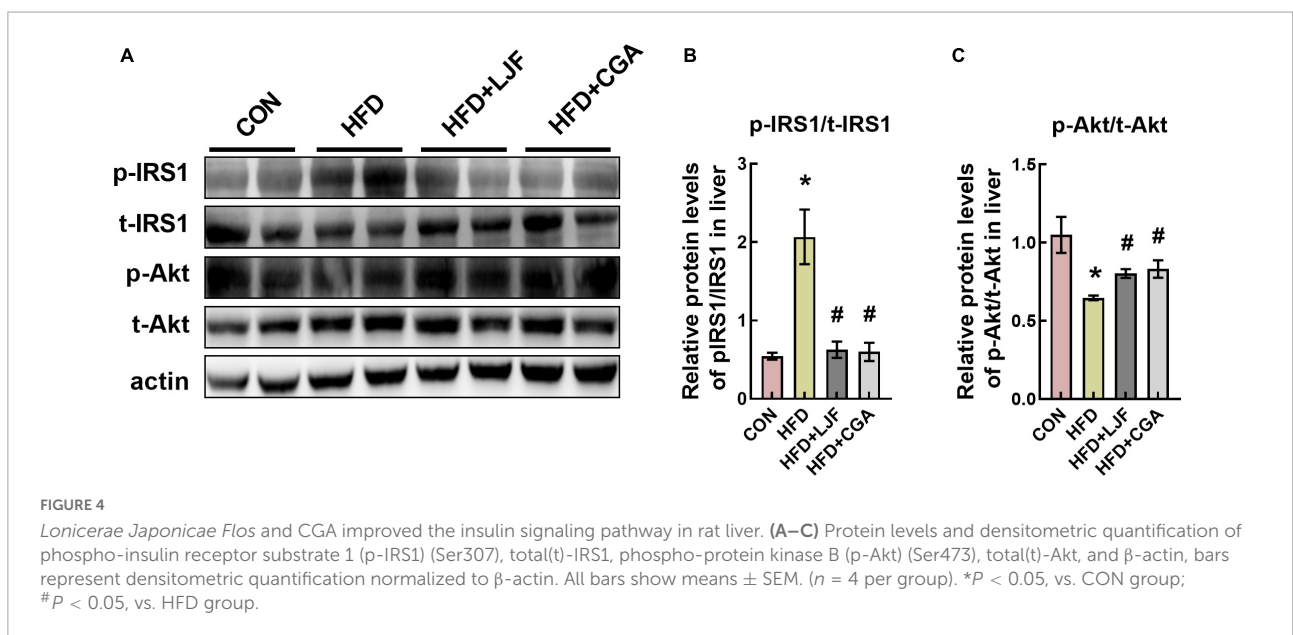 A
CON
HFD
HFD+LJF
HFD+CGA
p-IRS1
t-IRS1
p-Akt
t-Akt
actin
B
p-IRS1/t-IRS1
Relative protein levels
of pIRS1/IRS1 in liver
3
2
1
0
*
#
#
CON
HFD
HFD+LJF
HFD+CGA
C
p-Akt/t-Akt
Relative protein levels
of p-Akt/t-Akt in liver
1.5
1.0
0.5
0.0
*
#
#
CON
HFD
HFD+LJF
HFD+CGA
FIGURE 4
Lonicerae Japonicae Flos and CGA improved the insulin signaling pathway in rat liver. (A–C) Protein levels and densitometric quantification of
phospho-insulin receptor substrate 1 (p-IRS1) (Ser307), total(t)-IRS1, phospho-protein kinase B (p-Akt) (Ser473), total(t)-Akt, and β-actin, bars
represent densitometric quantification normalized to β-actin. All bars show means ± SEM. (n = 4 per group). *P < 0.05, vs. CON group;
#P < 0.05, vs. HFD group.